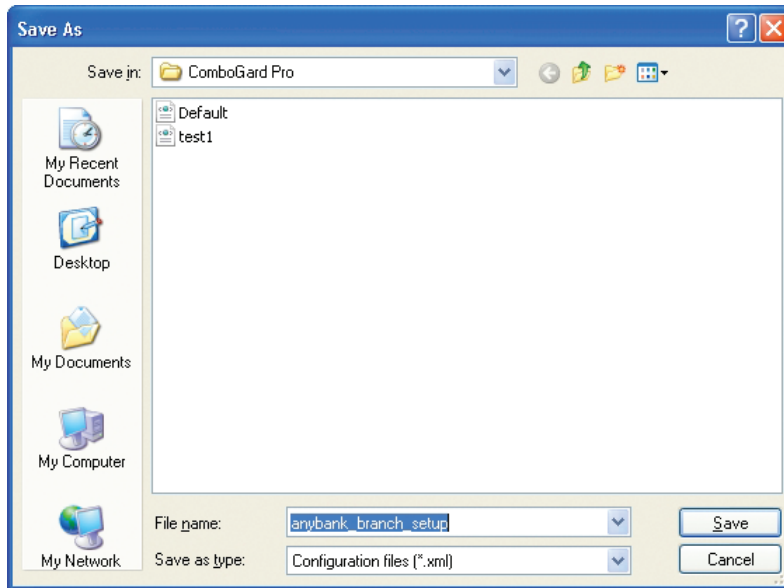 Save As
Save in:
ComboGard Pro
Default
test1
My Recent
Documents
Desktop
My Documents
My Computer
My Network
File name:
anybank_branch_setup
Save
Save as type:
Configuration files (*.xml)
Cancel